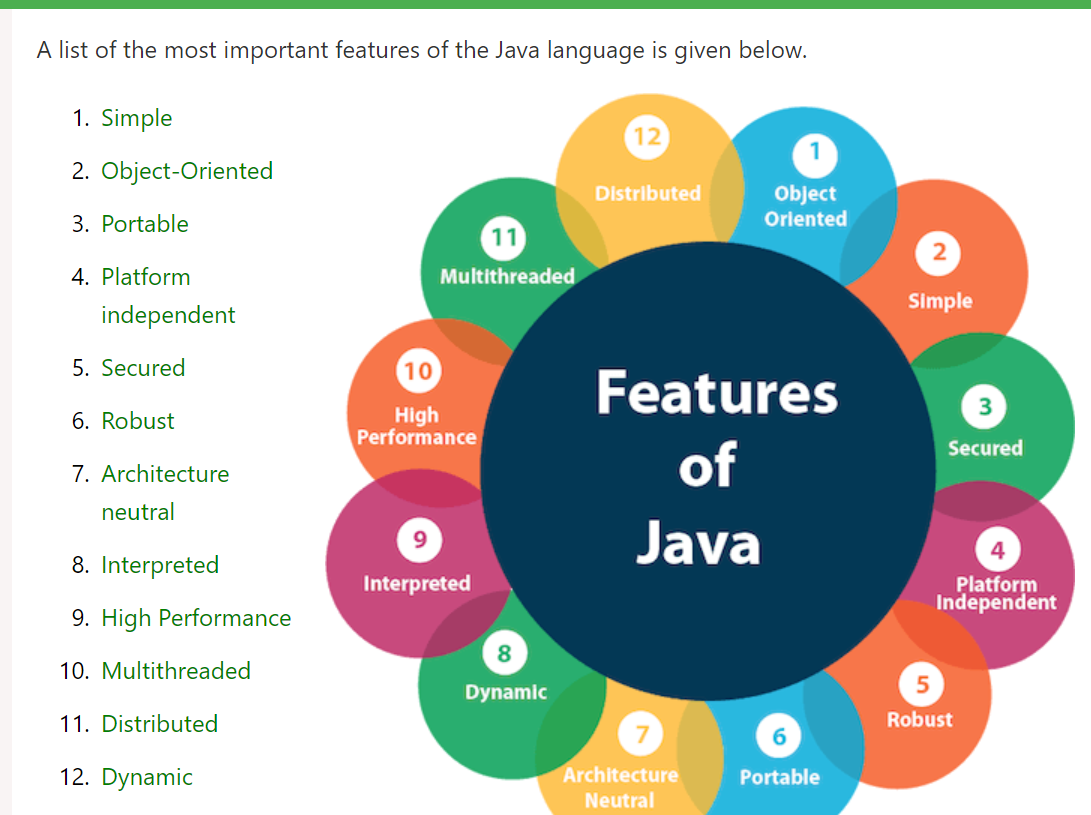 A list of the most important features of the Java language is given below.
1. Simple
2. Object-Oriented
3. Portable
4. Platform
independent
5. Secured
6. Robust
7. Architecture
neutral
8. Interpreted
9. High Performance
10. Multithreaded
11. Distributed
12. Dynamic
Features
of
Java
1
Object
Oriented
2
Simple
3
Secured
4
Platform
Independent
5
Robust
6
Portable
7
Architecture
Neutral
8
Dynamic
9
Interpreted
10
High
Performance
11
Multithreaded
12
Distributed